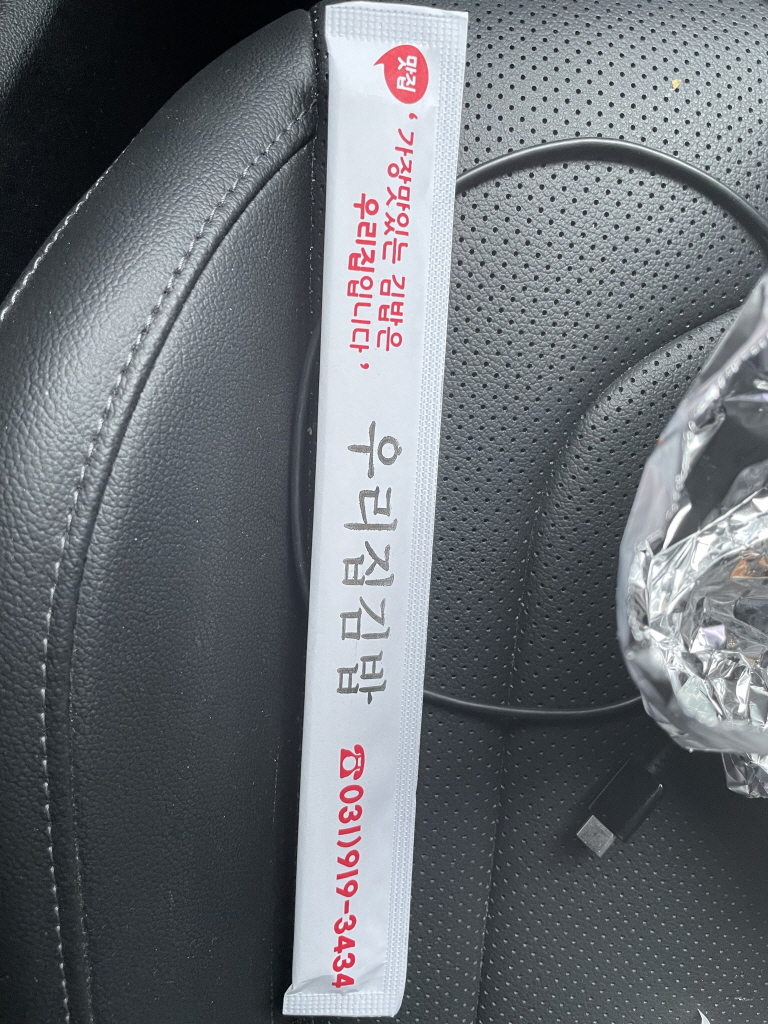 맛집
‘가장맛있는 김밥은
우리집입니다,
우리집김밥
☎031)919-3434